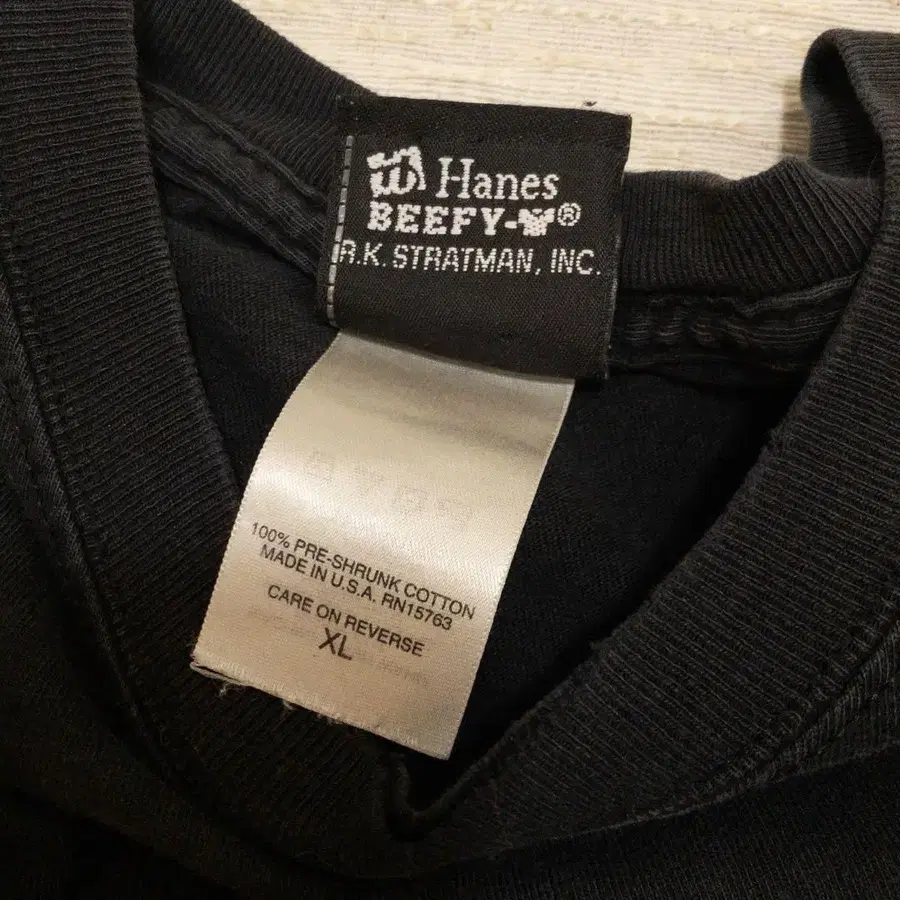 Hanes
BEEFY-T®
R.K. STRATMAN, INC.
100% PRE-SHRUNK COTTON
MADE IN U.S.A. RN15763
CARE ON REVERSE
XL